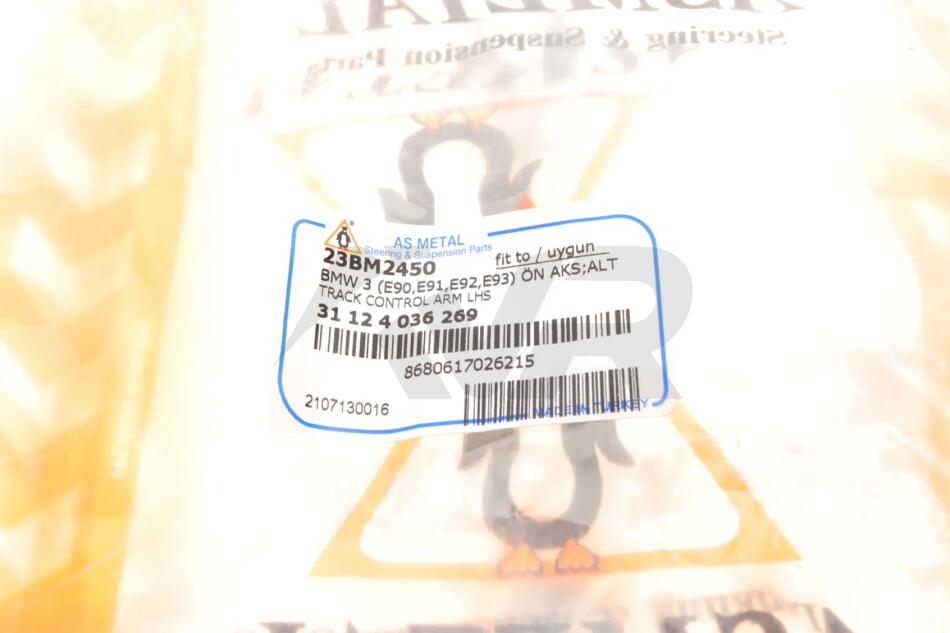 Steering & Suspension Parts
AS METAL
Steering & Suspension Parts
23BM2450
fit to / uygun
BMW 3 (E90,E91,E92,E93) ÖN AKS;ALT
TRACK CONTROL ARM LHS
31 12 4 036 269
8680617026215
2107130016
MADE IN TURKEY